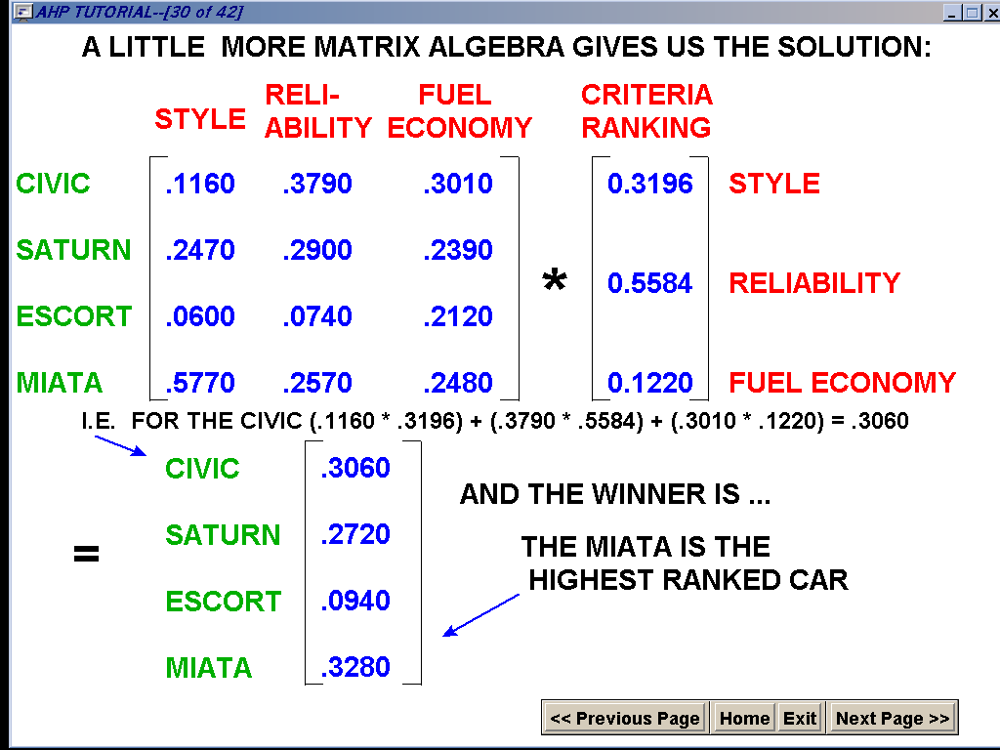 AHP TUTORIAL--[30 of 42]
A LITTLE MORE MATRIX ALGEBRA GIVES US THE SOLUTION:
STYLE RELI-ABILITY FUEL ECONOMY CRITERIA RANKING
CIVIC .1160 .3790 .3010 0.3196 STYLE
SATURN .2470 .2900 .2390
* 0.5584 RELIABILITY
ESCORT .0600 .0740 .2120
MIATA .5770 .2570 .2480 0.1220 FUEL ECONOMY
I.E. FOR THE CIVIC (.1160 * .3196) + (.3790 * .5584) + (.3010 * .1220) = .3060
CIVIC .3060
AND THE WINNER IS ...
SATURN .2720
=
THE MIATA IS THE
HIGHEST RANKED CAR
ESCORT .0940
MIATA .3280
<< Previous Page Home Exit Next Page >>